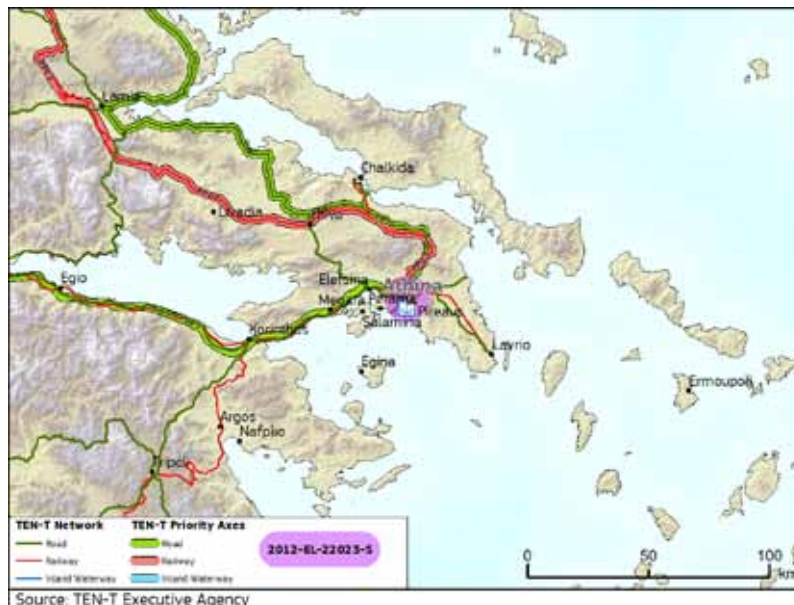 Lamia
Chalkida
Livadia
Thiva
Elefsina
Athina
Egio
Megara
Perama
Pireas
Korinthos
Salamina
Lavrio
Egina
Ermoupoli
Argos
Nafplio
Tripoli
TEN-T Network
TEN-T Priority Axes
Road
Road
2012-EL-22023-S
Railway
Railway
Inland Waterway
Inland Waterway
0 50 100
km
Source: TEN-T Executive Agency